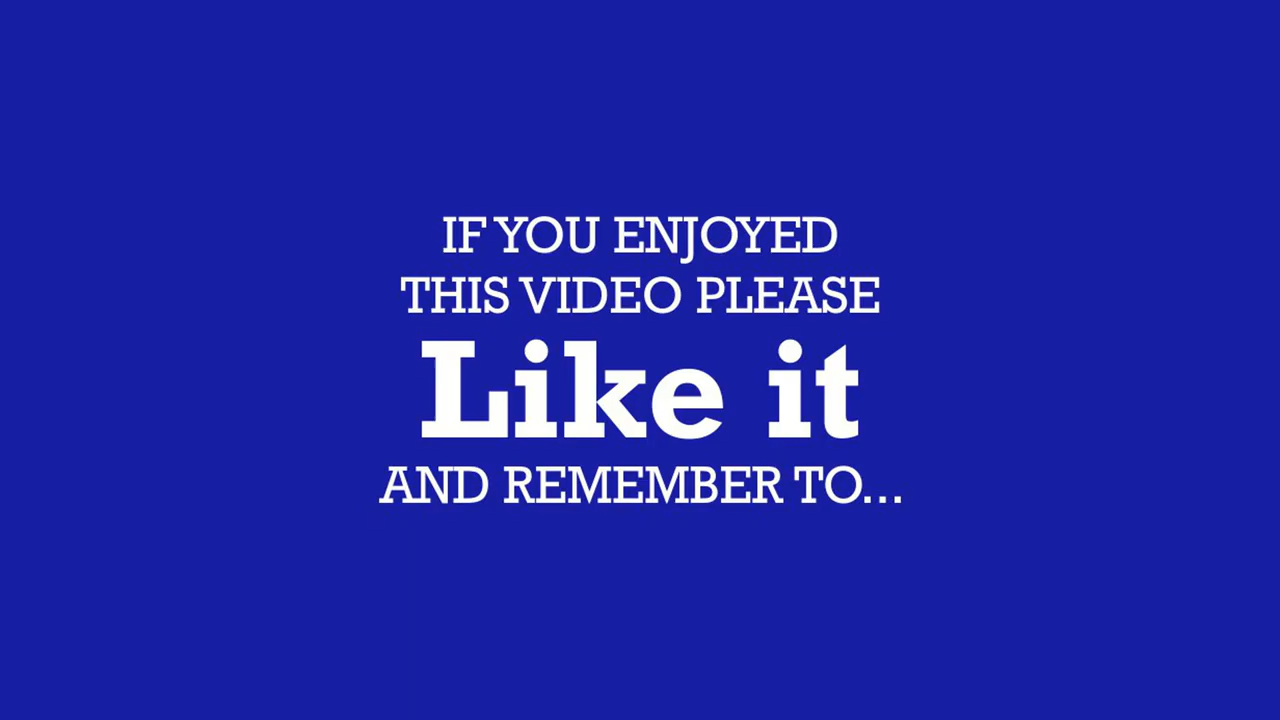 IF YOU ENJOYED
THIS VIDEO PLEASE
Like it
AND REMEMBER TO...